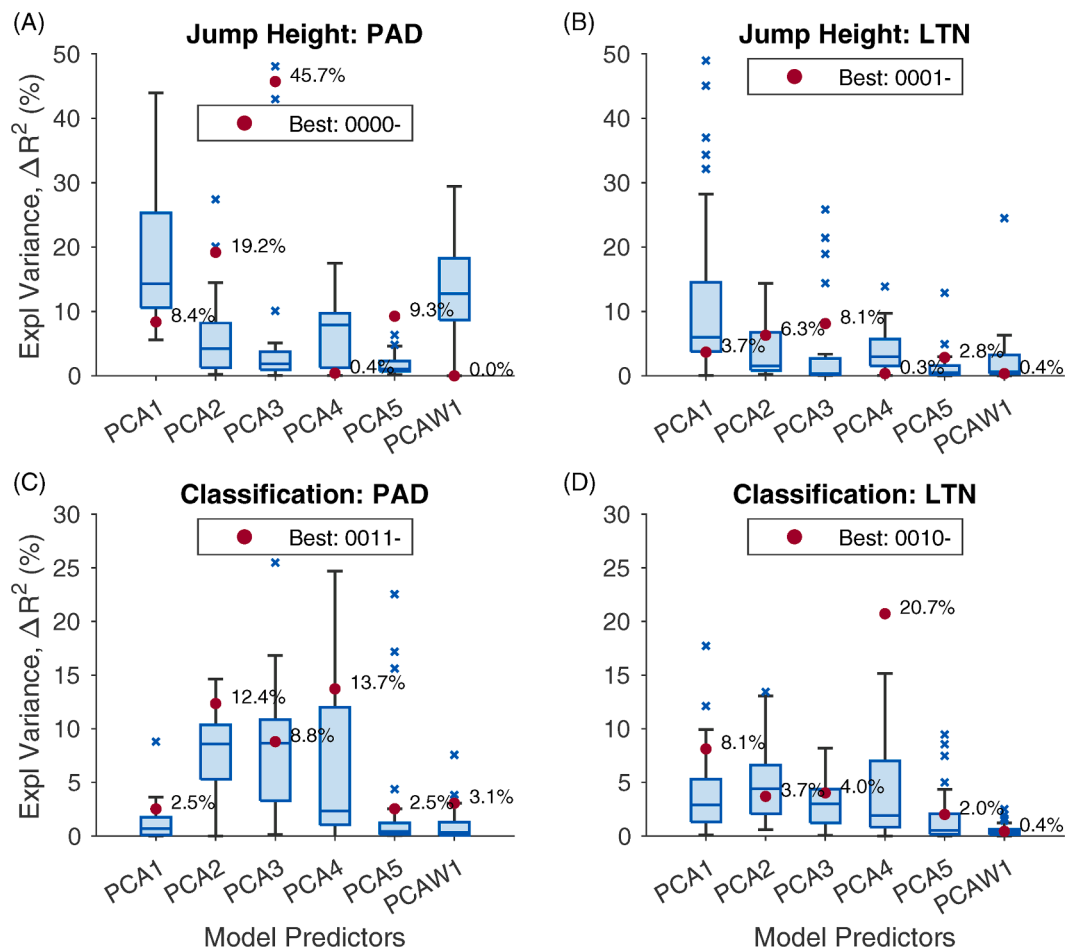 (A)
Jump Height: PAD
Expl Variance, ΔR² (%)
50
40
30
20
10
0
Best: 0000-
8.4%
19.2%
45.7%
0.4%
9.3%
0.0%
PCA1
PCA2
PCA3
PCA4
PCA5
PCAW1
(B)
Jump Height: LTN
50
40
30
20
10
0
Best: 0001-
3.7%
6.3%
8.1%
0.3%
2.8%
0.4%
PCA1
PCA2
PCA3
PCA4
PCA5
PCAW1
(C)
Classification: PAD
Expl Variance, ΔR² (%)
30
25
20
15
10
5
0
Best: 0011-
2.5%
12.4%
8.8%
13.7%
2.5%
3.1%
PCA1
PCA2
PCA3
PCA4
PCA5
PCAW1
Model Predictors
(D)
Classification: LTN
30
25
20
15
10
5
0
Best: 0010-
8.1%
3.7%
4.0%
20.7%
2.0%
0.4%
PCA1
PCA2
PCA3
PCA4
PCA5
PCAW1
Model Predictors